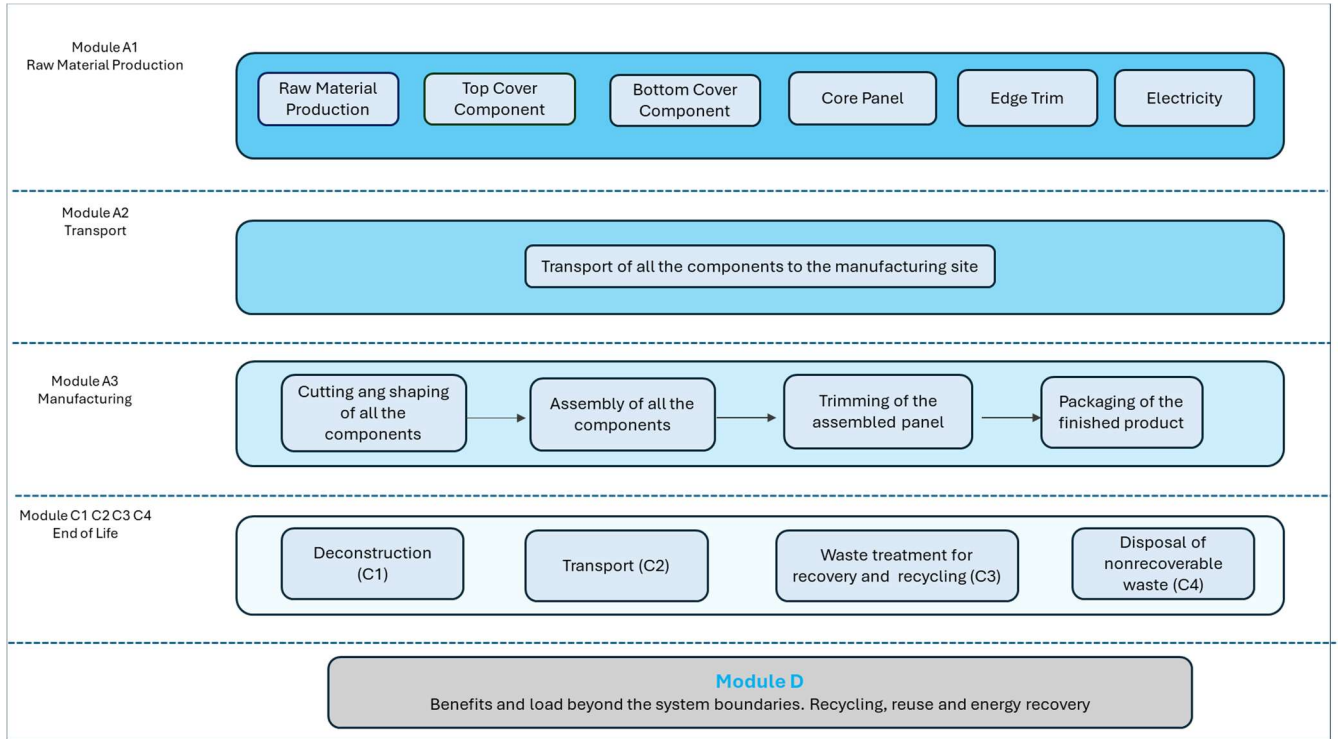 Module A1
Raw Material Production
Raw Material
Production
Top Cover
Component
Bottom Cover
Component
Core Panel
Edge Trim
Electricity
Module A2
Transport
Transport of all the components to the manufacturing site
Module A3
Manufacturing
Cutting ang shaping
of all the
components
Assembly of all the
components
Trimming of the
assembled panel
Packaging of the
finished product
Module C1 C2 C3 C4
End of Life
Deconstruction
(C1)
Transport (C2)
Waste treatment for
recovery and recycling (C3)
Disposal of
nonrecoverable
waste (C4)
Module D
Benefits and load beyond the system boundaries. Recycling, reuse and energy recovery